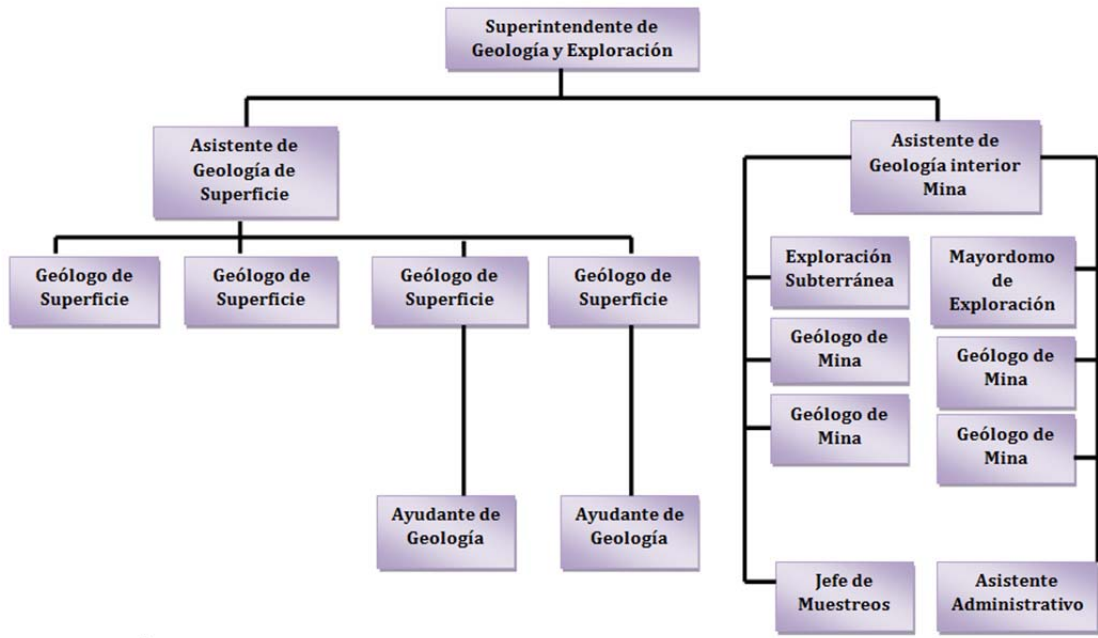 Superintendente de
Geología y Exploración
Asistente de
Geología de
Superficie
Asistente de
Geología interior
Mina
Geólogo de
Superficie
Geólogo de
Superficie
Geólogo de
Superficie
Geólogo de
Superficie
Exploración
Subterránea
Mayordomo
de
Exploración
Geólogo de
Mina
Geólogo de
Mina
Geólogo de
Mina
Geólogo de
Mina
Ayudante de
Geología
Ayudante de
Geología
Jefe de
Muestreos
Asistente
Administrativo